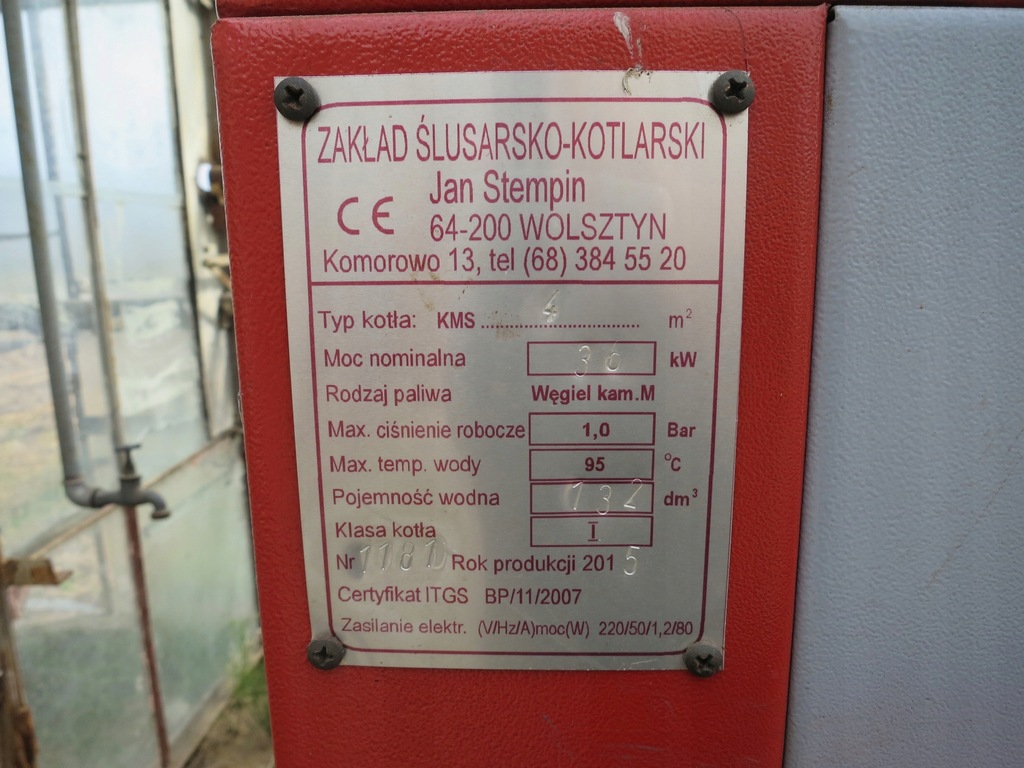 ZAKŁAD ŚLUSARSKO-KOTLARSKI
Jan Stempin
CE 64-200 WOLSZTYN
Komorowo 13, tel (68) 384 55 20
Typ kotła: KMS .......4....... m²
Moc nominalna 36 kW
Rodzaj paliwa Węgiel kam.M
Max. ciśnienie robocze 1,0 Bar
Max. temp. wody 95 °C
Pojemność wodna 132 dm³
Klasa kotła I
Nr Rok produkcji 2015
Certyfikat ITGS BP/11/2007
Zasilanie elektr. (V/Hz/A)moc(W) 220/50/1,2/80